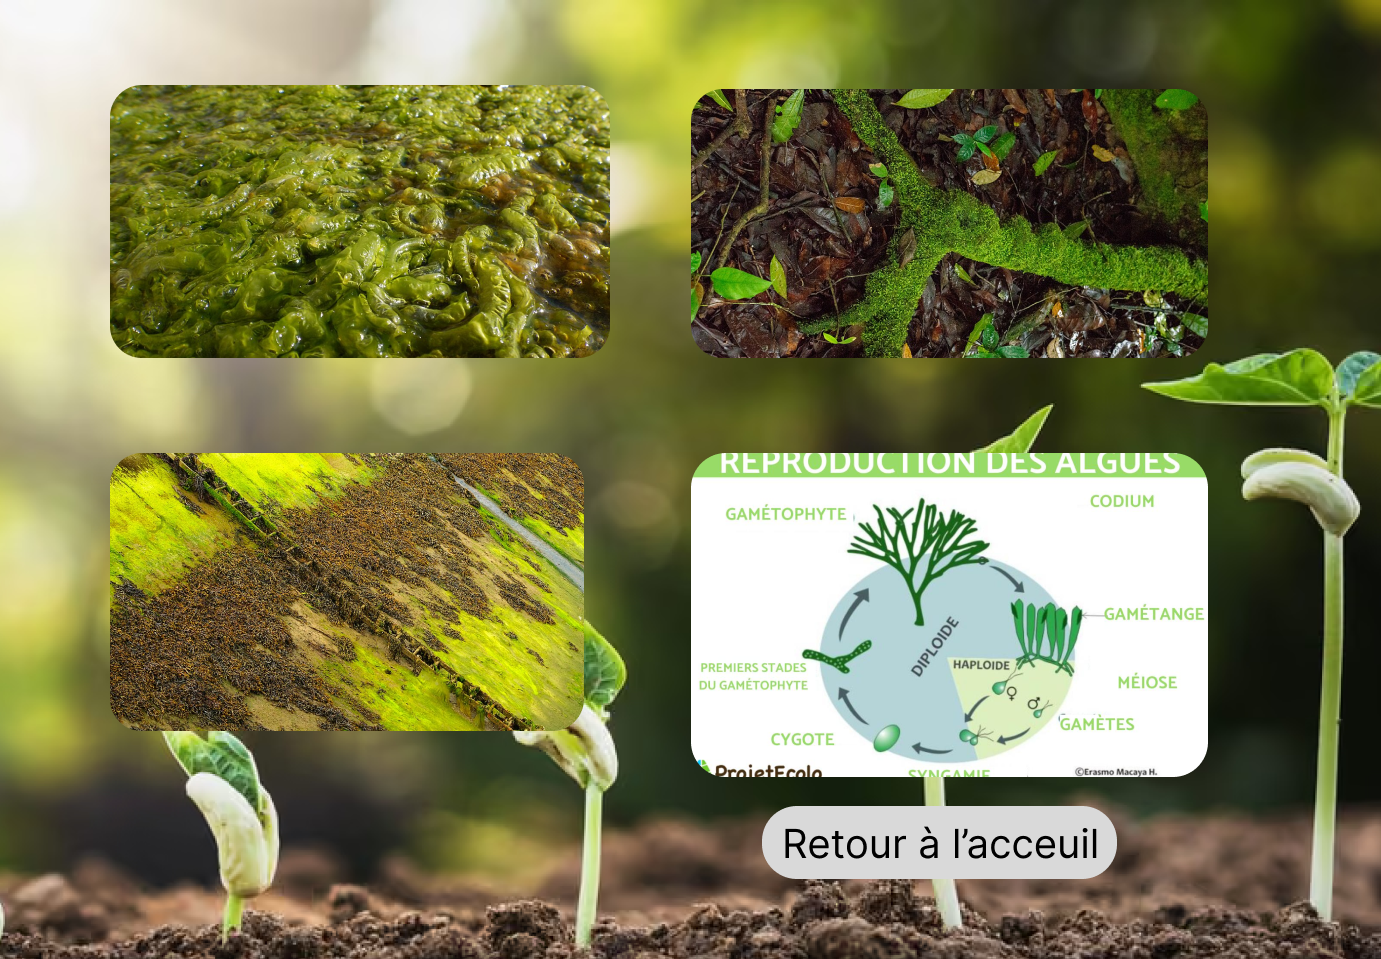 REPRODUCTION DES ALGUES
CODIUM
GAMÉTOPHYTE
GAMÉTANGE
DIPLOIDE
HAPLOIDE
PREMIERS STADES
DU GAMÉTOPHYTE
MÉIOSE
♀
♂
GAMÈTES
CYGOTE
SYNGAMIE
ProjetEcolo
©Erasmo Macaya H.
Retour à l’acceuil